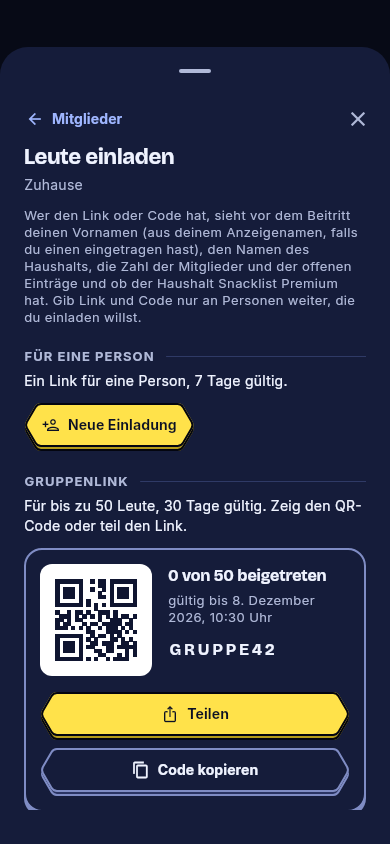 Mitglieder
Leute einladen
Zuhause
Wer den Link oder Code hat, sieht vor dem Beitritt
deinen Vornamen (aus deinem Anzeigenamen, falls
du einen eingetragen hast), den Namen des
Haushalts, die Zahl der Mitglieder und der offenen
Einträge und ob der Haushalt Snacklist Premium
hat. Gib Link und Code nur an Personen weiter, die
du einladen willst.
FÜR EINE PERSON
Ein Link für eine Person, 7 Tage gültig.
Neue Einladung
GRUPPENLINK
Für bis zu 50 Leute, 30 Tage gültig. Zeig den QR-
Code oder teil den Link.
0 von 50 beigetreten
gültig bis 8. Dezember
2026, 10:30 Uhr
GRUPPE42
Teilen
Code kopieren